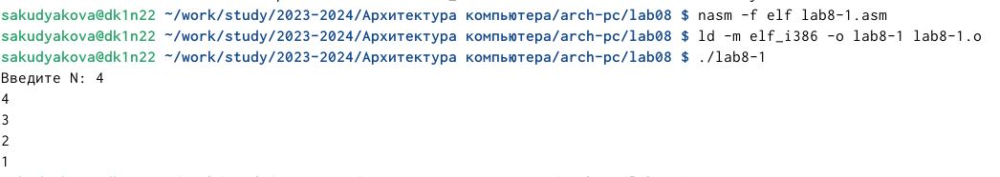 sakudyakova@dk1n22 ~/work/study/2023-2024/Архитектура компьютера/arch-pc/lab08 $ nasm -f elf lab8-1.asm
sakudyakova@dk1n22 ~/work/study/2023-2024/Архитектура компьютера/arch-pc/lab08 $ ld -m elf_i386 -o lab8-1 lab8-1.o
sakudyakova@dk1n22 ~/work/study/2023-2024/Архитектура компьютера/arch-pc/lab08 $ ./lab8-1
Введите N: 4
4
3
2
1